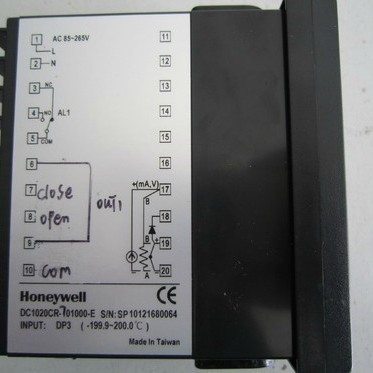 1 AC 85~265V 11
L
2 N 12
3 NC 13
4 NO AL1 14
5 COM 15
6 16
+(mA,V)
7 close 17
out1 B
8 open 18
9 B 19
10 com A 20
Honeywell CE
DC1020CR-701000-E S/N:SP10121680064
INPUT: DP3 (-199.9~200.0℃)
Made In Taiwan